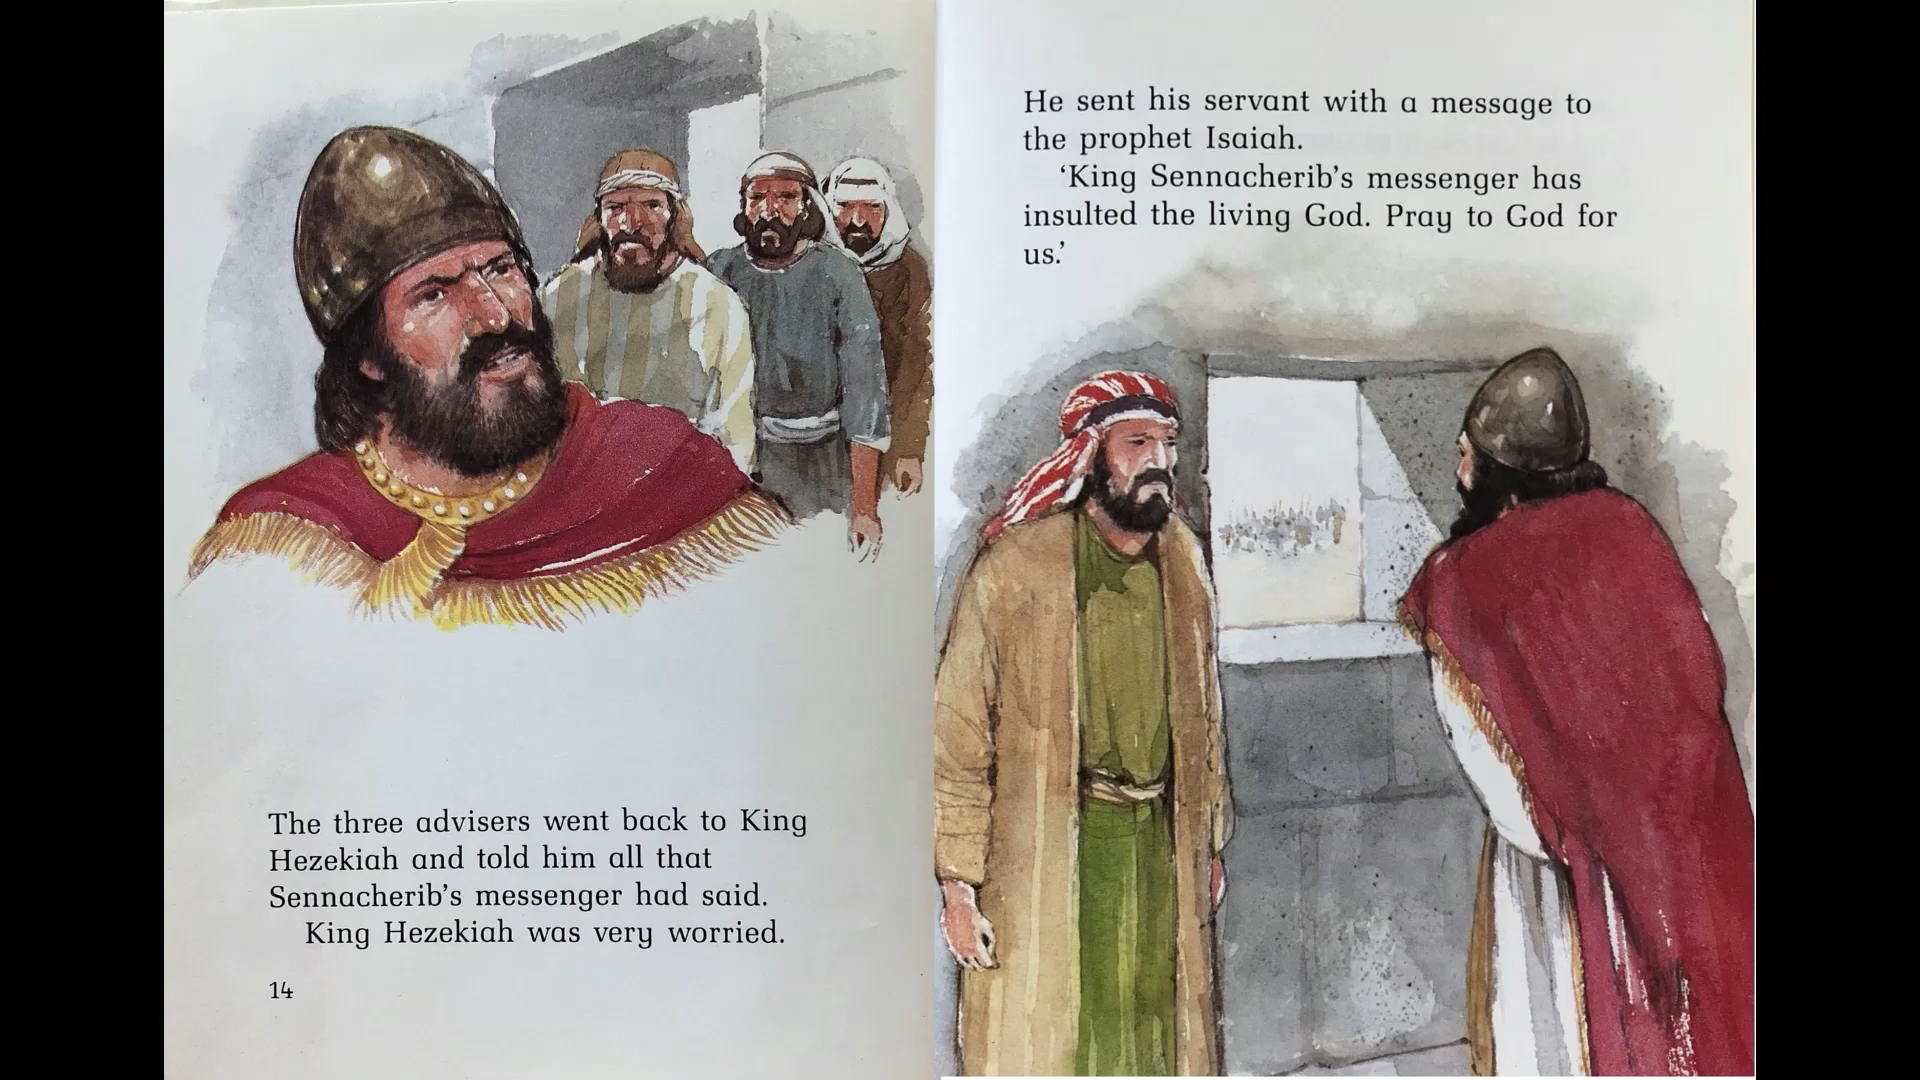 The three advisers went back to King
Hezekiah and told him all that
Sennacherib's messenger had said.
King Hezekiah was very worried.
14
He sent his servant with a message to
the prophet Isaiah.
‘King Sennacherib's messenger has
insulted the living God. Pray to God for
us.’